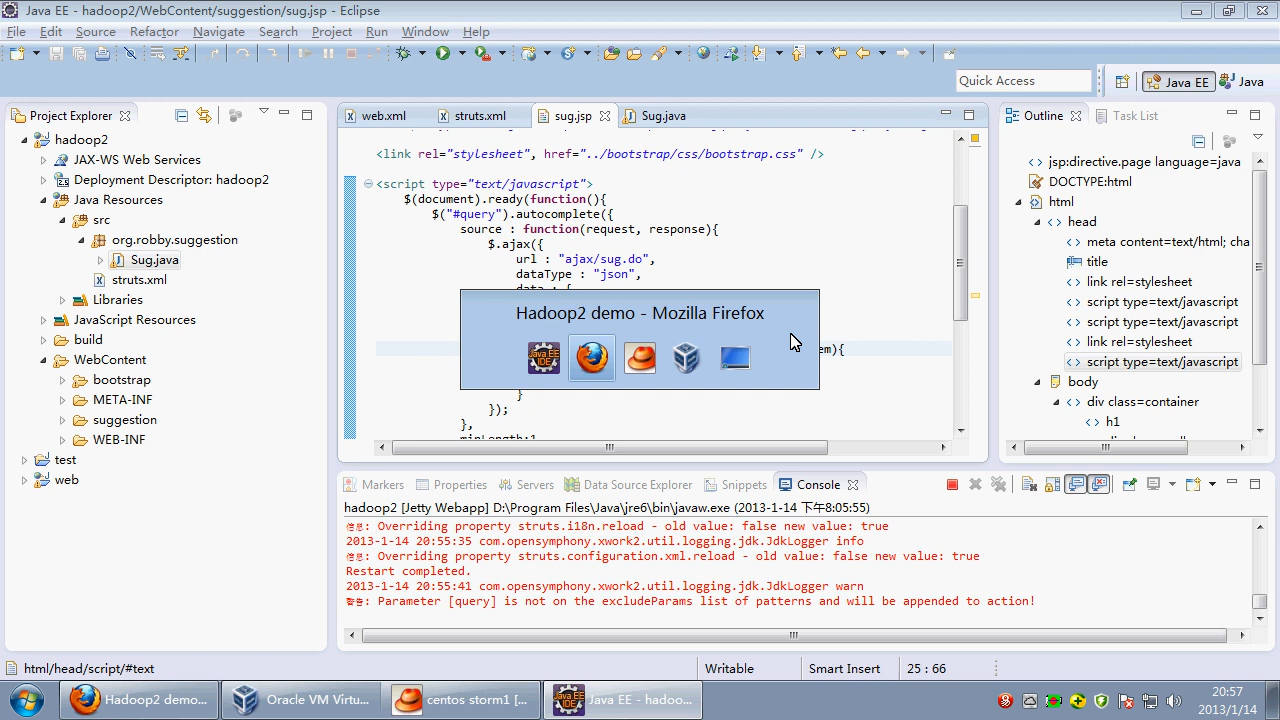 Java EE - hadoop2/WebContent/suggestion/sug.jsp - Eclipse
File Edit Source Refactor Navigate Search Project Run Window Help
Quick Access
Java EE
Java
Project Explorer
hadoop2
JAX-WS Web Services
Deployment Descriptor: hadoop2
Java Resources
src
org.robby.suggestion
Sug.java
struts.xml
Libraries
JavaScript Resources
build
WebContent
bootstrap
META-INF
suggestion
WEB-INF
test
web
web.xml struts.xml sug.jsp Sug.java
<link rel="stylesheet", href="../bootstrap/css/bootstrap.css" />
<script type="text/javascript">
$(document).ready(function(){
$("#query").autocomplete({
source : function(request, response){
$.ajax({
url : "ajax/sug.do",
dataType : "json",
data : {
em){
}
});
},
minLength:1
Hadoop2 demo - Mozilla Firefox
Java EE
IDE
Outline Task List
jsp:directive.page language=java
DOCTYPE:html
html
head
meta content=text/html; cha
title
link rel=stylesheet
script type=text/javascript
script type=text/javascript
link rel=stylesheet
script type=text/javascript
body
div class=container
h1
Markers Properties Servers Data Source Explorer Snippets Console
hadoop2 [Jetty Webapp] D:\Program Files\Java\jre6\bin\javaw.exe (2013-1-14 下午8:05:55)
信息: Overriding property struts.i18n.reload - old value: false new value: true
2013-1-14 20:55:35 com.opensymphony.xwork2.util.logging.jdk.JdkLogger info
信息: Overriding property struts.configuration.xml.reload - old value: false new value: true
Restart completed.
2013-1-14 20:55:41 com.opensymphony.xwork2.util.logging.jdk.JdkLogger warn
警告: Parameter [query] is not on the excludeParams list of patterns and will be appended to action!
html/head/script/#text
Writable
Smart Insert
25 : 66
Hadoop2 demo...
Oracle VM Virtu...
centos storm1 [...
Java EE - hadoo...
20:57
2013/1/14